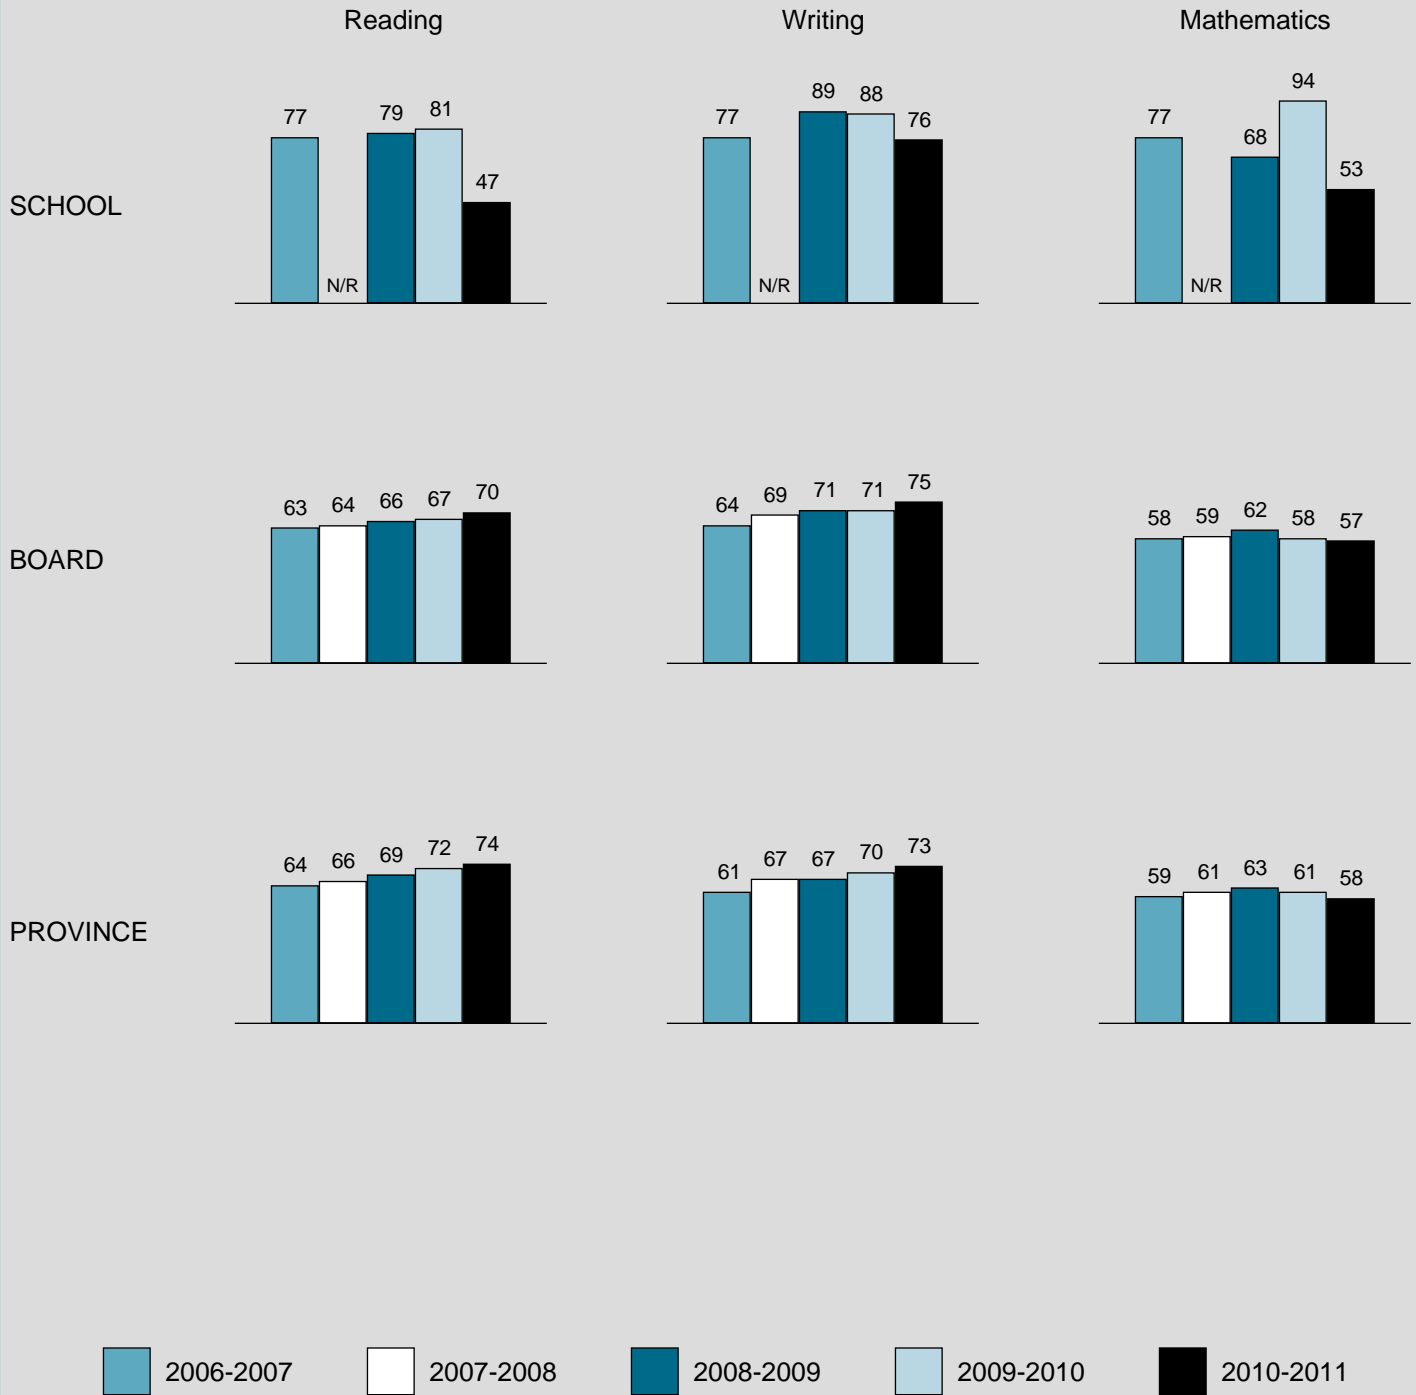 Reading Writing Mathematics
SCHOOL
77 N/R 79 81 47
77 N/R 89 88 76
77 N/R 68 94 53
BOARD
63 64 66 67 70
64 69 71 71 75
58 59 62 58 57
PROVINCE
64 66 69 72 74
61 67 67 70 73
59 61 63 61 58
2006-2007 2007-2008 2008-2009 2009-2010 2010-2011